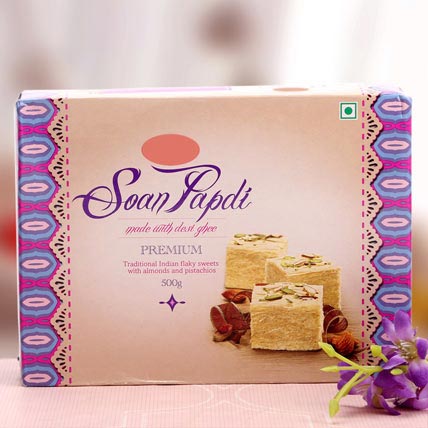 Soan Papdi
made with desi ghee
PREMIUM
Traditional Indian flaky sweets
with almonds and pistachios
500g